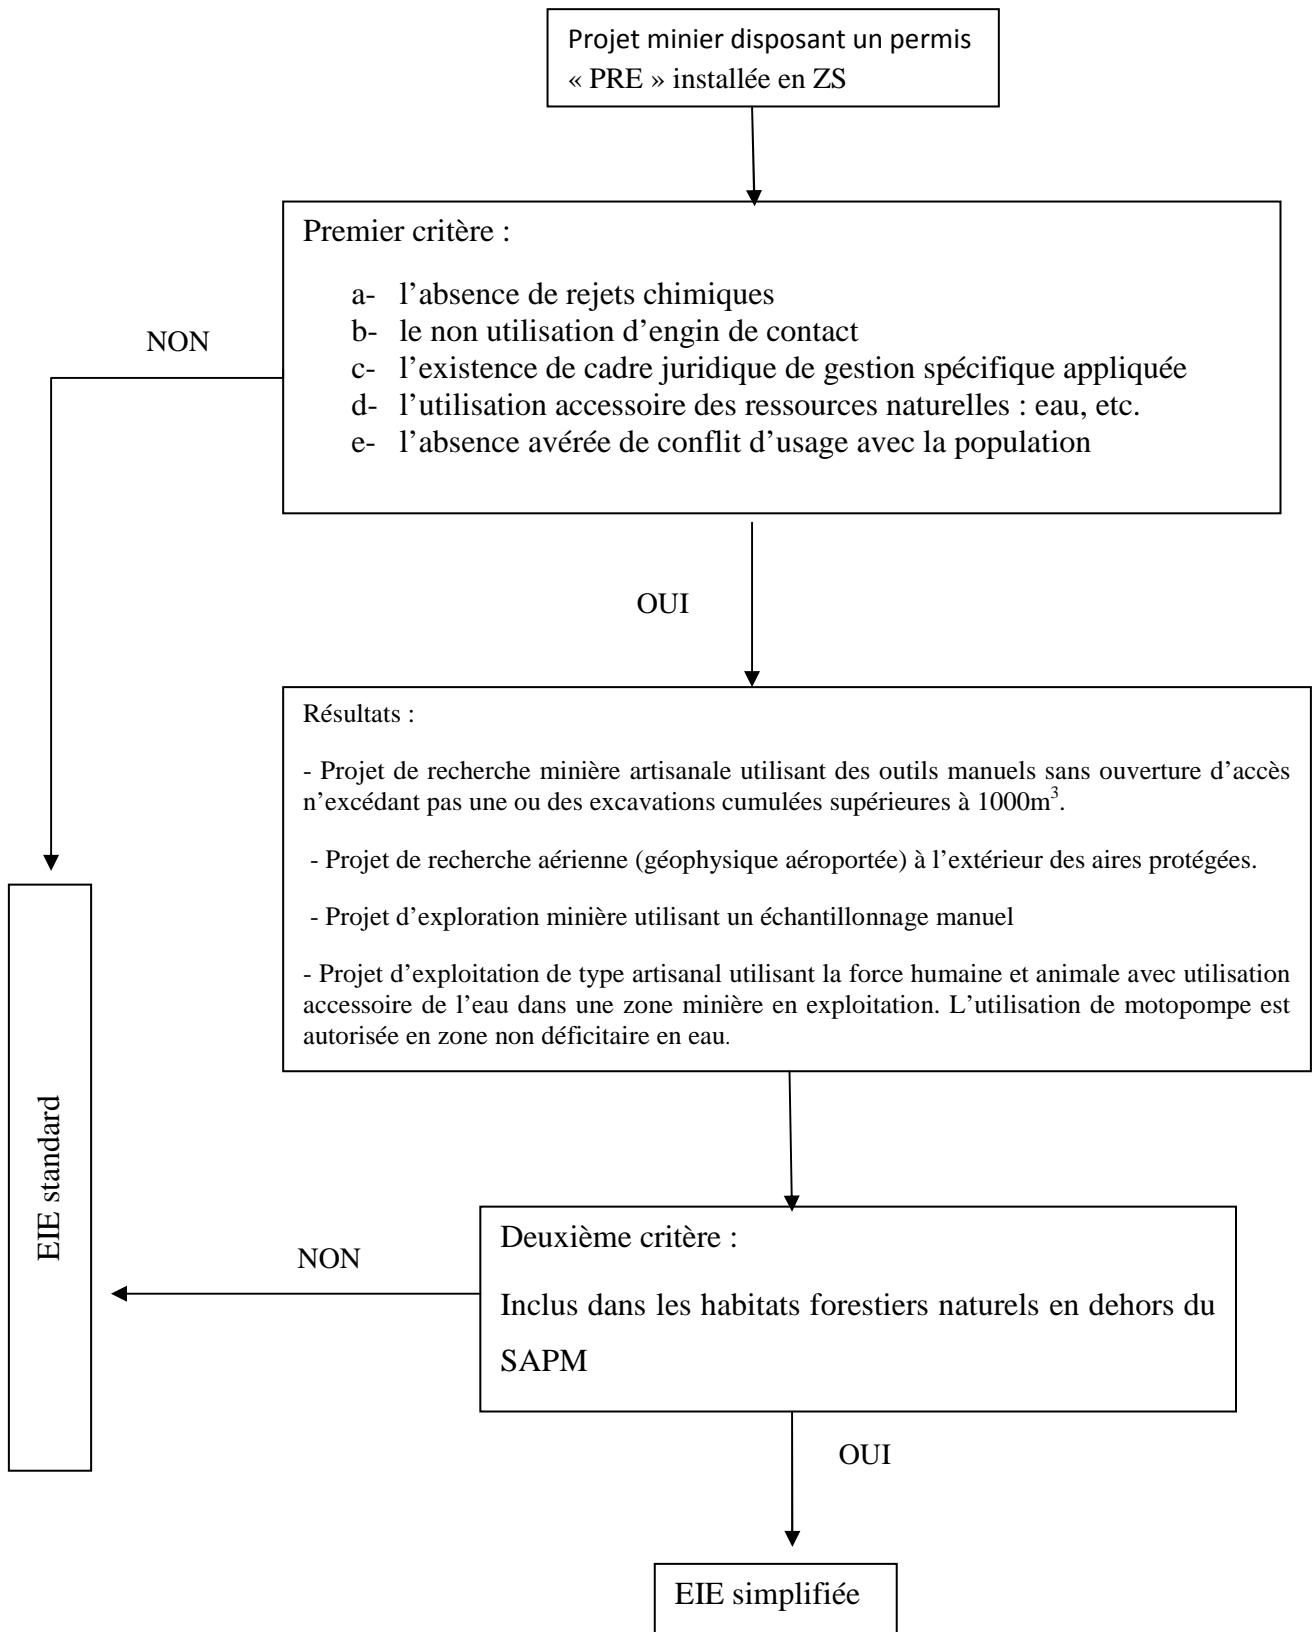 Projet minier disposant un permis
« PRE » installée en ZS
Premier critère :
a- l’absence de rejets chimiques
b- le non utilisation d’engin de contact
c- l’existence de cadre juridique de gestion spécifique appliquée
d- l’utilisation accessoire des ressources naturelles : eau, etc.
e- l’absence avérée de conflit d’usage avec la population
NON
OUI
Résultats :
- Projet de recherche minière artisanale utilisant des outils manuels sans ouverture d’accès
n’excédant pas une ou des excavations cumulées supérieures à 1000m³.
- Projet de recherche aérienne (géophysique aéroportée) à l’extérieur des aires protégées.
- Projet d’exploration minière utilisant un échantillonnage manuel
- Projet d’exploitation de type artisanal utilisant la force humaine et animale avec utilisation
accessoire de l’eau dans une zone minière en exploitation. L’utilisation de motopompe est
autorisée en zone non déficitaire en eau.
EIE standard
Deuxième critère :
Inclus dans les habitats forestiers naturels en dehors du
SAPM
NON
OUI
EIE simplifiée